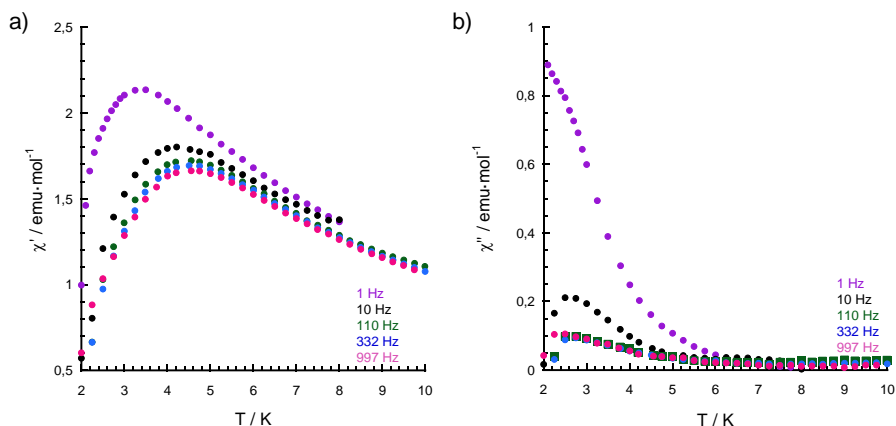 a)
2,5
2
1.5
1
0,5
2
3
4
5
6
7
8
9
10
χ' / emu·mol⁻¹
T / K
1 Hz
10 Hz
110 Hz
332 Hz
997 Hz
b)
1
0,8
0,6
0,4
0,2
0
2
3
4
5
6
7
8
9
10
χ'' / emu·mol⁻¹
T / K
1 Hz
10 Hz
110 Hz
332 Hz
997 Hz